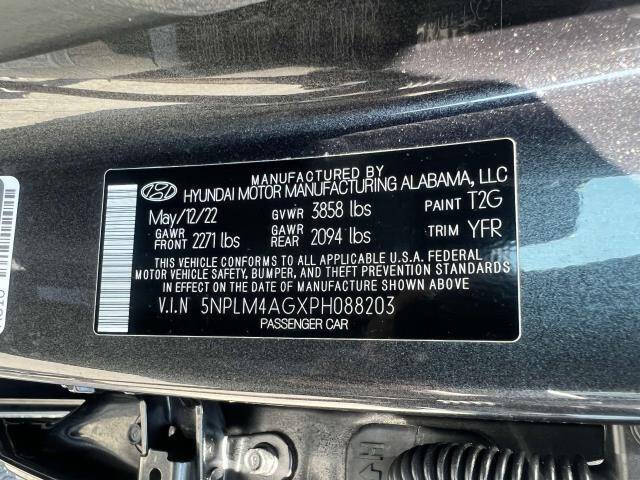 MANUFACTURED BY
HYUNDAI MOTOR MANUFACTURING ALABAMA, LLC
May/12/22 GVWR 3858 lbs PAINT T2G
GAWR FRONT 2271 lbs GAWR REAR 2094 lbs TRIM YFR
THIS VEHICLE CONFORMS TO ALL APPLICABLE U.S.A. FEDERAL
MOTOR VEHICLE SAFETY, BUMPER, AND THEFT PREVENTION STANDARDS
IN EFFECT ON THE DATE OF MANUFACTURE SHOWN ABOVE.
V.I.N 5NPLM4AGXPH088203
PASSENGER CAR